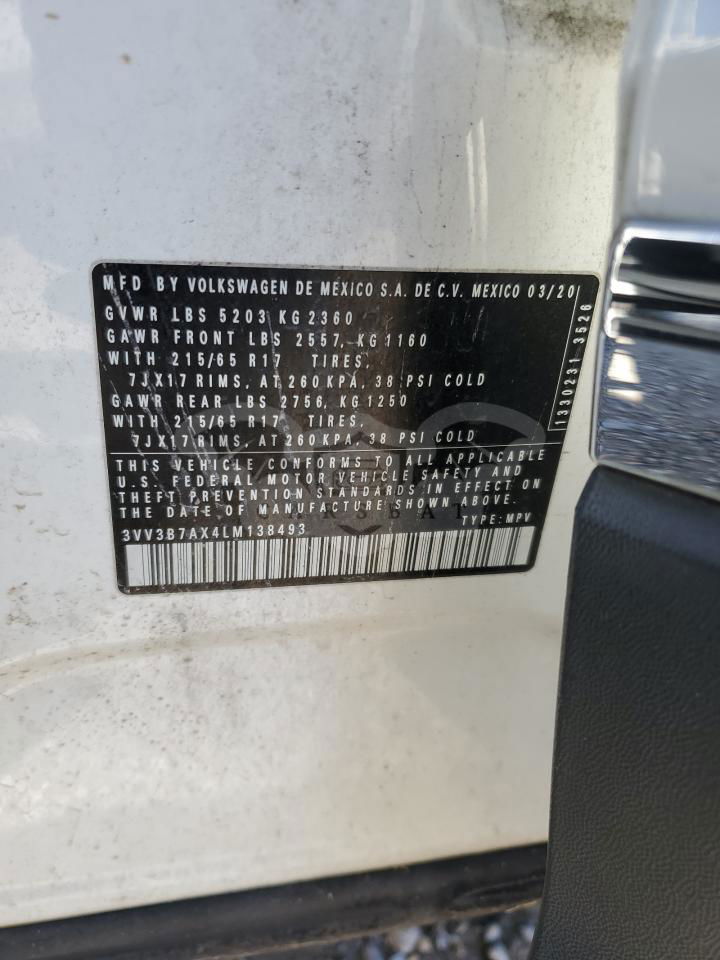 MFD BY VOLKSWAGEN DE MEXICO S.A. DE C.V. MEXICO 03/20
GVWR LBS 5203 KG 2360
GAWR FRONT LBS 2557, KG 1160
WITH 215/65 R17 TIRES,
7JX17 RIMS, AT 260 KPA, 38 PSI COLD
GAWR REAR LBS 2756, KG 1250
WITH 215/65 R17 TIRES,
7JX17 RIMS, AT 260 KPA, 38 PSI COLD
1330231 3526
THIS VEHICLE CONFORMS TO ALL APPLICABLE
U.S. FEDERAL MOTOR VEHICLE SAFETY AND
THEFT PREVENTION STANDARDS IN EFFECT ON
THE DATE OF MANUFACTURE SHOWN ABOVE.
3VV3B7AX4LM138493 TYPE: MPV